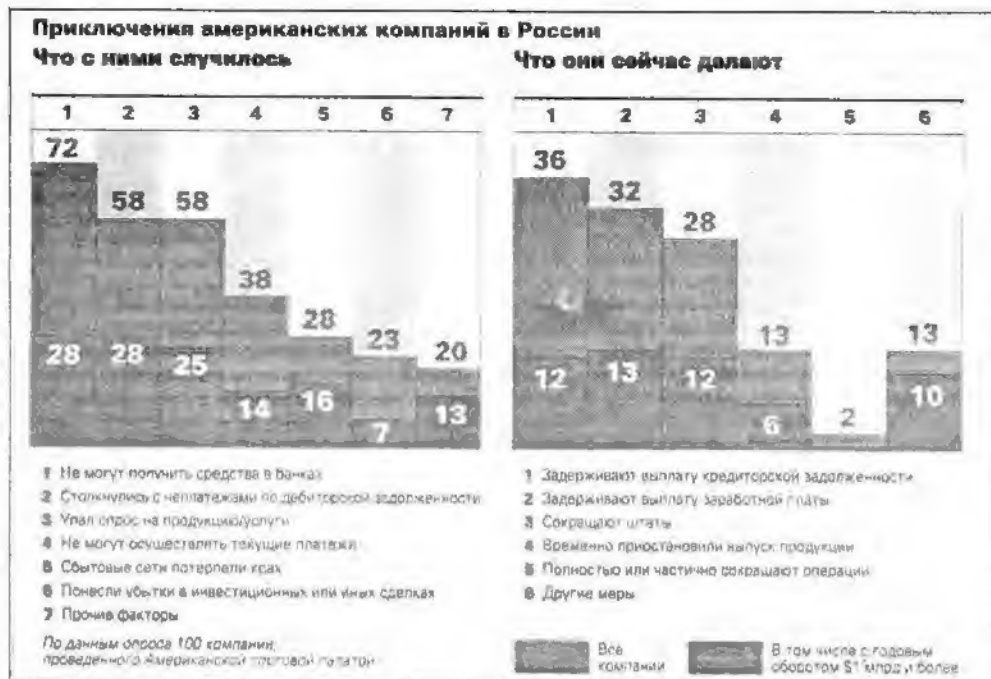 Приключения американских компаний в России
Что с ними случилось
1 2 3 4 5 6 7
72
58 58
38
28
23
20
28 28 25
14 16
7
13
1 Не могут получить средства в банках
2 Столкнулись с неплатежами по дебиторской задолженности
3 Упал спрос на продукцию/услуги
4 Не могут осуществлять текущие платежи
5 Сбытовые сети потерпели крах
6 Понесли убытки в инвестиционных или иных сделках
7 Прочие факторы
По данным опроса 100 компаний,
проведенного Американской торговой палатой
Что они сейчас далают
1 2 3 4 5 6
36
32
28
13
2
13
12 13 12
6
10
1 Задерживают выплату кредиторской задолженности
2 Задерживают выплату заработной платы
3 Сокращают штаты
4 Временно приостановили выпуск продукции
5 Полностью или частично сокращают операции
6 Другие меры
Все
компании
В том числе с годовым
оборотом $1 млрд и более